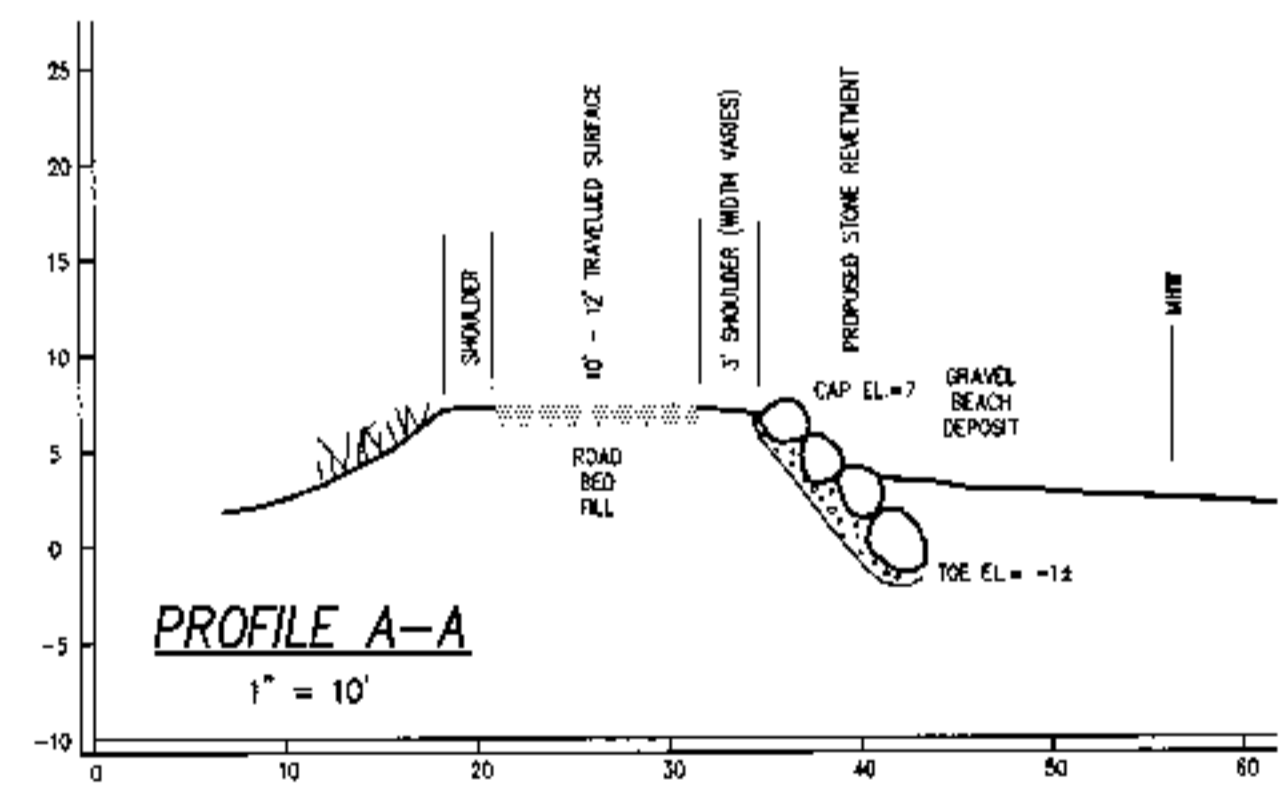 25
20
15
10
5
0
-5
-10
0
10
20
30
40
50
60
SHOULDER
10' - 12' TRAVELLED SURFACE
3' SHOULDER (WIDTH VARIES)
PROPOSED STONE REVETMENT
MHW
CAP EL.=7
GRAVEL
BEACH
DEPOSIT
ROAD
BED
FILL
TOE EL = -1±
PROFILE A-A
1" = 10'